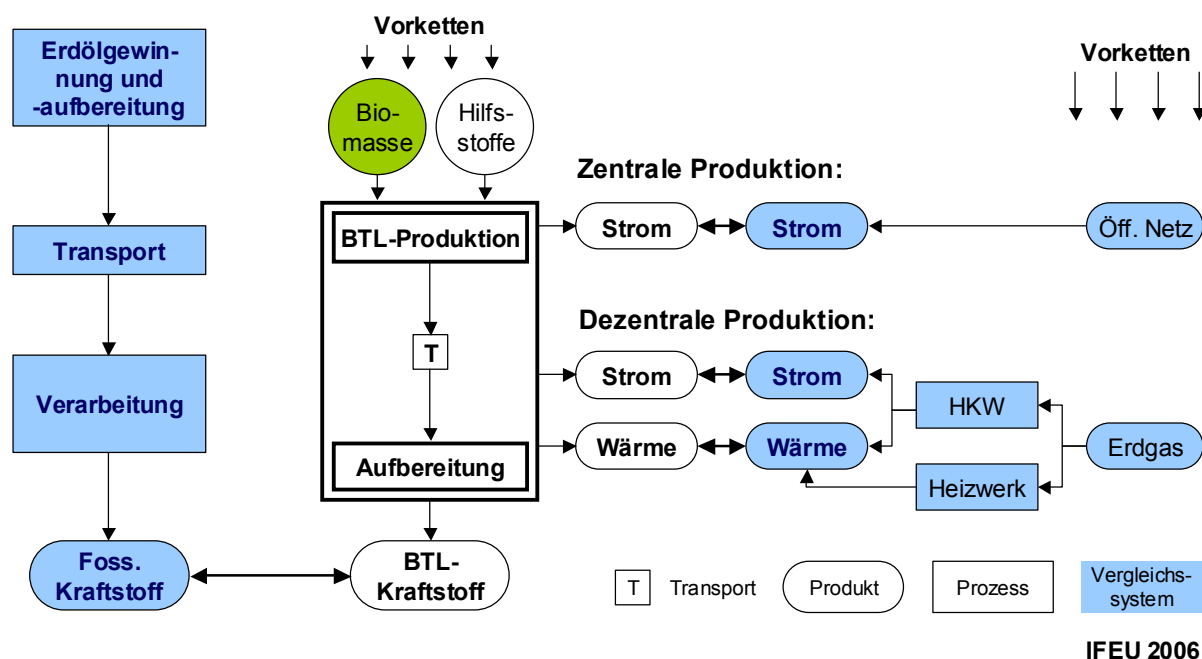 Vorketten
Erdölgewin-
nung und
-aufbereitung
Bio-
masse
Hilfs-
stoffe
Vorketten
Zentrale Produktion:
Transport
BTL-Produktion
Strom
Strom
Öff. Netz
Dezentrale Produktion:
T
Verarbeitung
Strom
Strom
HKW
Wärme
Wärme
Erdgas
Aufbereitung
Heizwerk
Foss.
Kraftstoff
BTL-
Kraftstoff
T
Transport
Produkt
Prozess
Vergleichs-
system
IFEU 2006